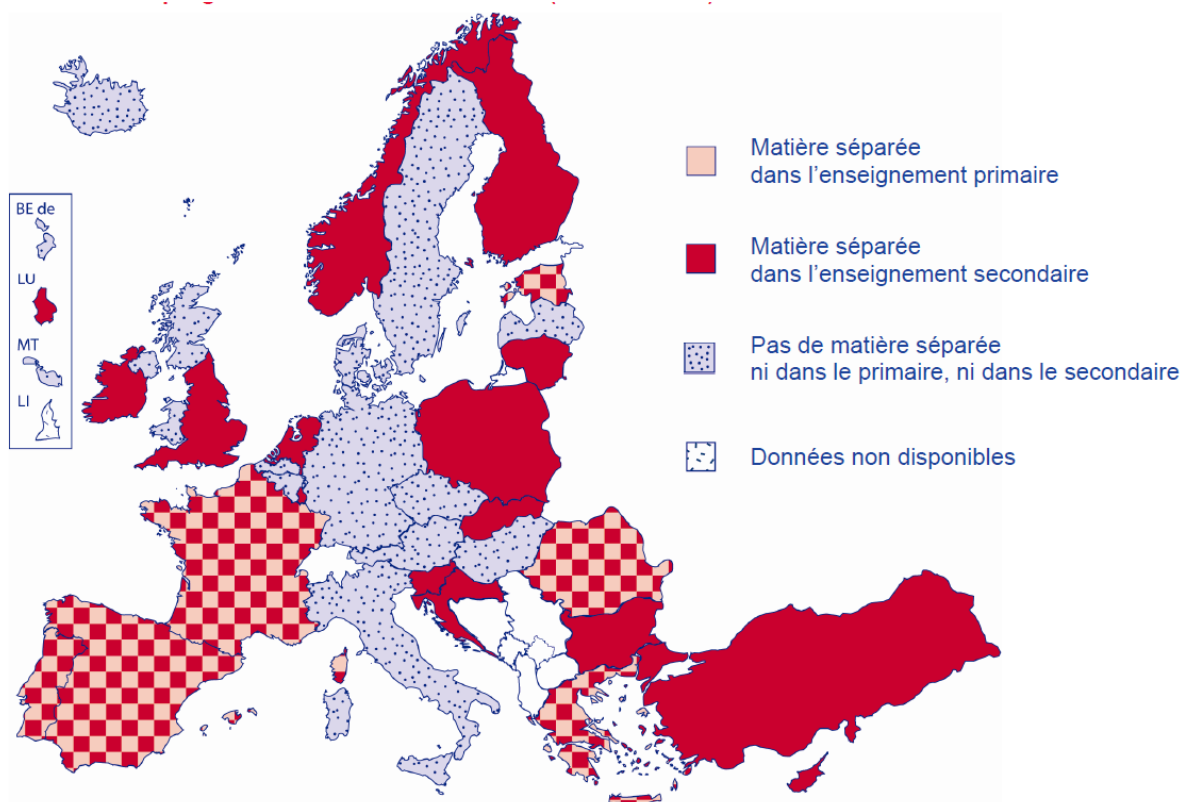 BE de
LU
MT
LI
Matière séparée
dans l’enseignement primaire
Matière séparée
dans l’enseignement secondaire
Pas de matière séparée
ni dans le primaire, ni dans le secondaire
Données non disponibles